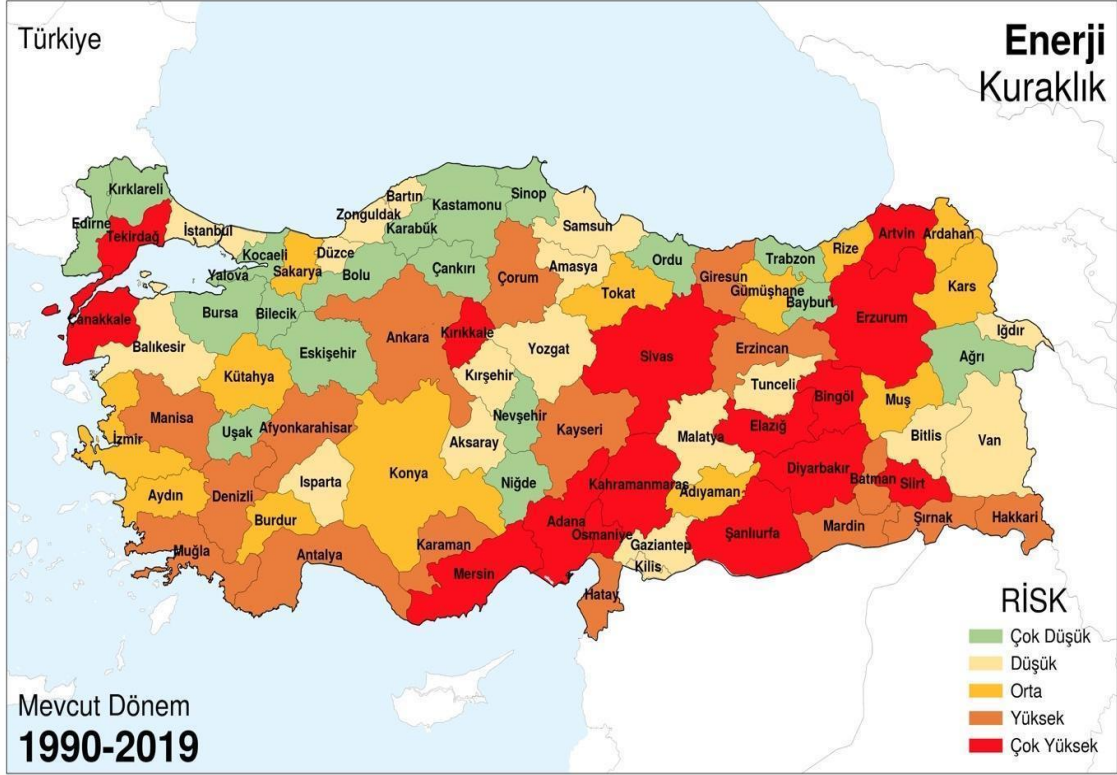 Türkiye
Enerji
Kuraklık
Kırklareli
Edirne
Tekirdağ
İstanbul
Kocaeli
Yalova
Sakarya
Düzce
Zonguldak
Bartın
Karabük
Kastamonu
Sinop
Samsun
Bolu
Çankırı
Çorum
Amasya
Ordu
Giresun
Trabzon
Rize
Artvin
Ardahan
Tokat
Gümüşhane
Bayburt
Kars
Erzurum
Iğdır
Ağrı
Çanakkale
Balıkesir
Bursa
Bilecik
Eskişehir
Ankara
Kırıkkale
Yozgat
Sivas
Erzincan
Tunceli
Kütahya
Kırşehir
Manisa
Uşak
Afyonkarahisar
Nevşehir
Kayseri
Malatya
Elazığ
Bingöl
Muş
Bitlis
Van
İzmir
Aksaray
Konya
Niğde
Kahramanmaraş
Adıyaman
Diyarbakır
Batman
Siirt
Aydın
Denizli
Isparta
Burdur
Adana
Osmaniye
Gaziantep
Şanlıurfa
Mardin
Şırnak
Hakkari
Muğla
Antalya
Karaman
Mersin
Kilis
Hatay
RİSK
Çok Düşük
Düşük
Orta
Yüksek
Çok Yüksek
Mevcut Dönem
1990-2019